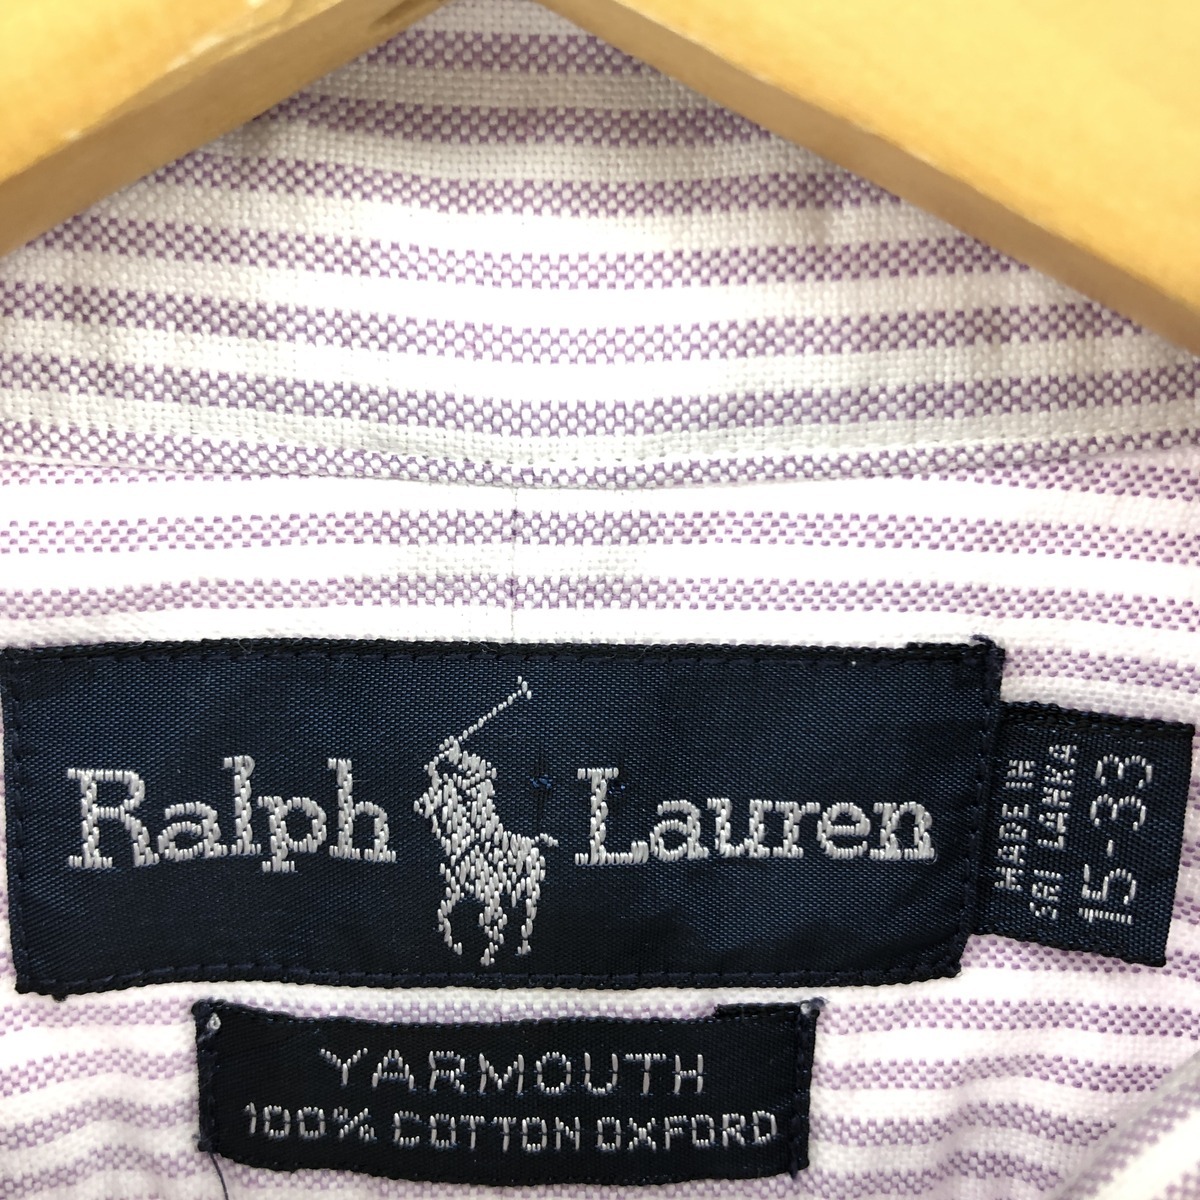 Ralph Lauren
MADE IN
SRI LANKA
15-33
YARMOUTH
100% COTTON OXFORD